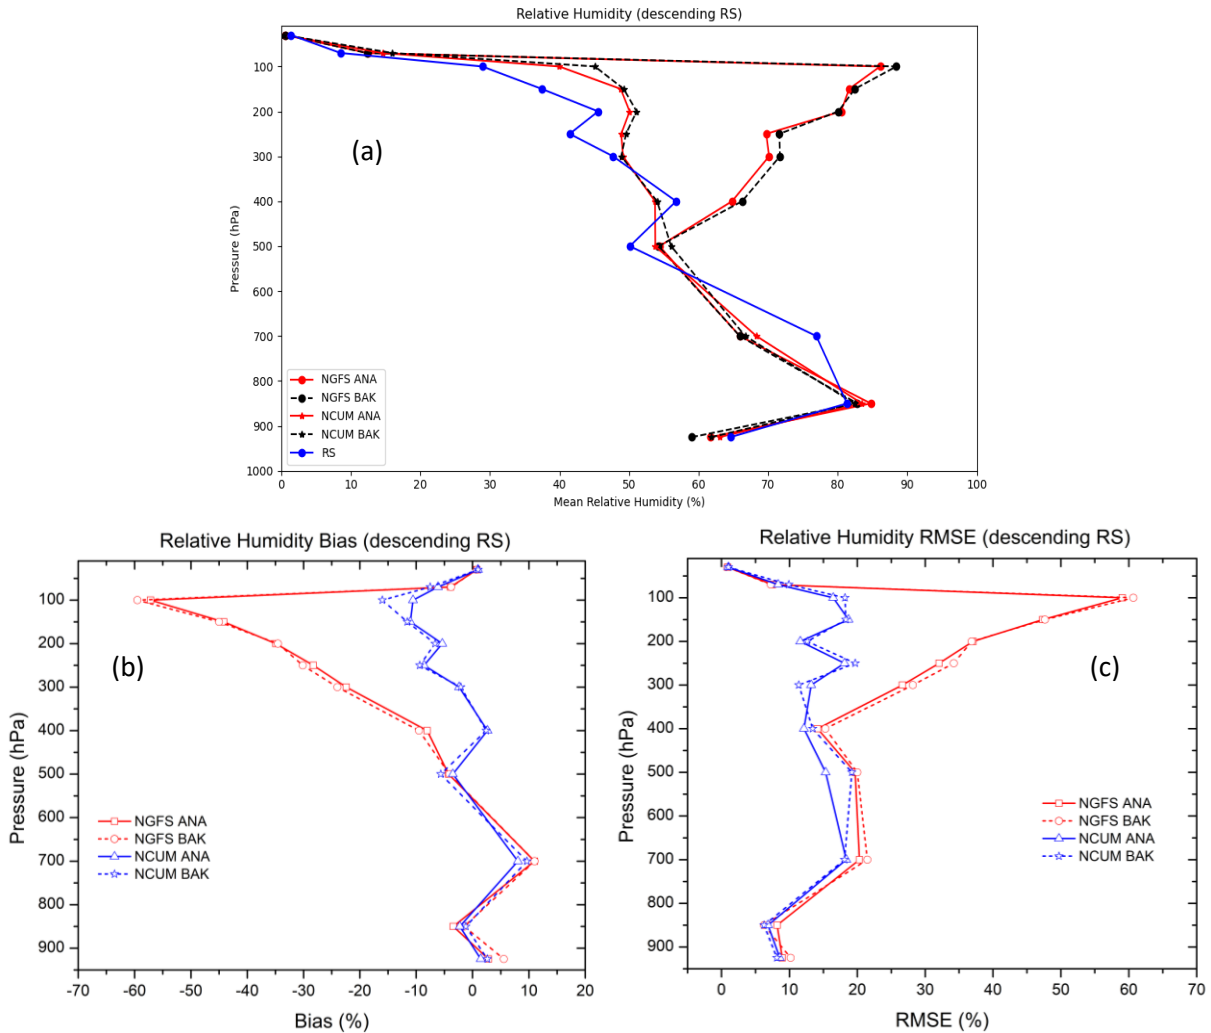 Relative Humidity (descending RS)
100
200
300
400
500
600
700
800
900
1000
Pressure (hPa)
(a)
NGFS ANA
NGFS BAK
NCUM ANA
NCUM BAK
RS
0 10 20 30 40 50 60 70 80 90 100
Mean Relative Humidity (%)
Relative Humidity Bias (descending RS)
100
200
300
400
500
600
700
800
900
Pressure (hPa)
(b)
NGFS ANA
NGFS BAK
NCUM ANA
NCUM BAK
-70 -60 -50 -40 -30 -20 -10 0 10 20
Bias (%)
Relative Humidity RMSE (descending RS)
100
200
300
400
500
600
700
800
900
Pressure (hPa)
(c)
NGFS ANA
NGFS BAK
NCUM ANA
NCUM BAK
0 10 20 30 40 50 60 70
RMSE (%)